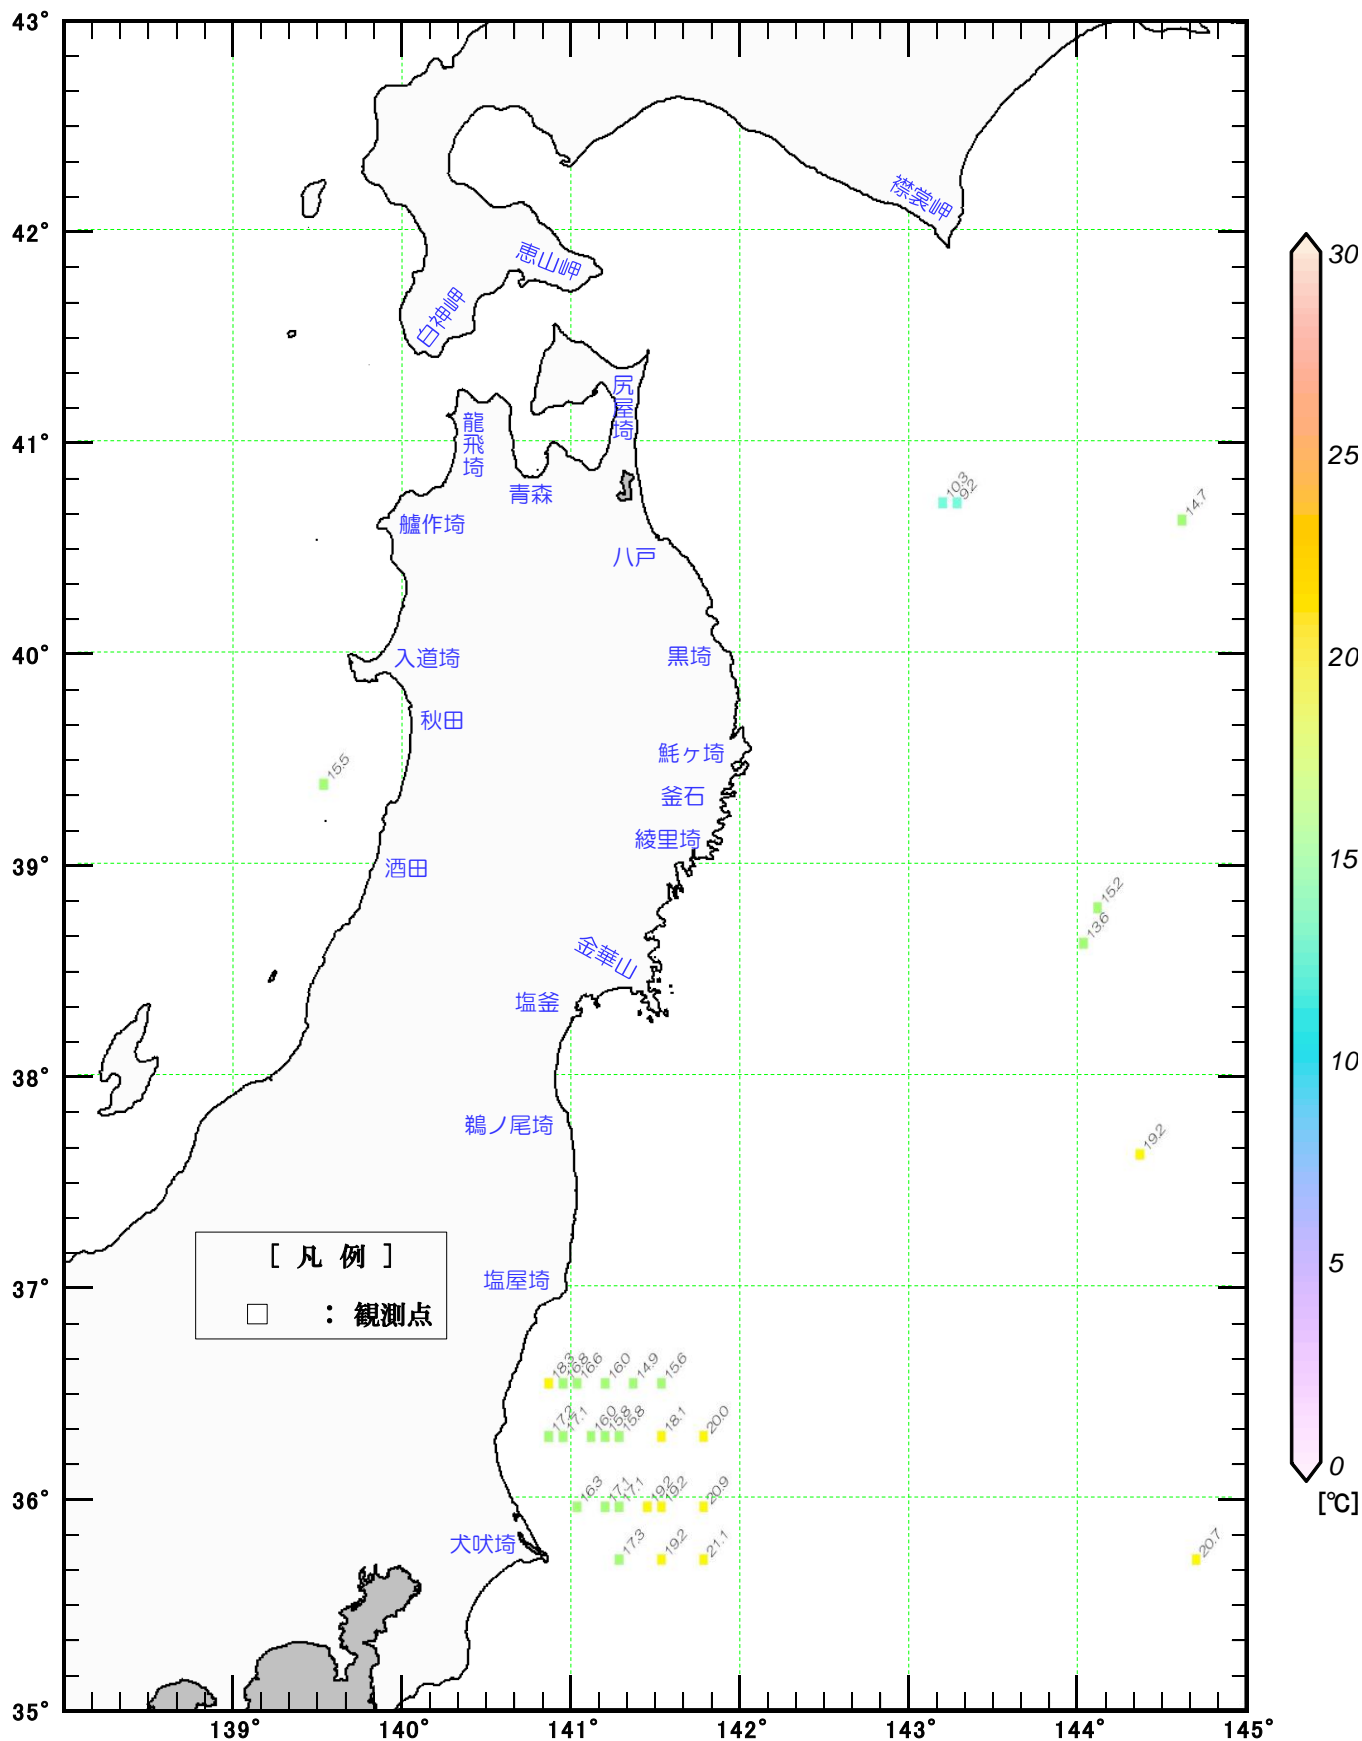 43°
42°
41°
40°
39°
38°
37°
36°
35°
139°
140°
141°
142°
143°
144°
145°
襟裳岬
恵山岬
白神岬
尻屋埼
龍飛埼
青森
艫作埼
八戸
入道埼
黒埼
秋田
魹ヶ埼
釜石
綾里埼
酒田
金華山
塩釜
鵜ノ尾埼
塩屋埼
犬吠埼
10.3
9.2
14.7
15.5
15.2
13.6
19.2
18.3
16.8
16.6
16.0
14.9
15.6
17.2
17.1
16.0
15.8
15.8
18.1
20.0
16.3
17.1
17.1
19.2
19.2
20.9
17.3
19.2
21.1
20.7
[ 凡 例 ]
□ : 観測点
30
25
20
15
10
5
0
[℃]